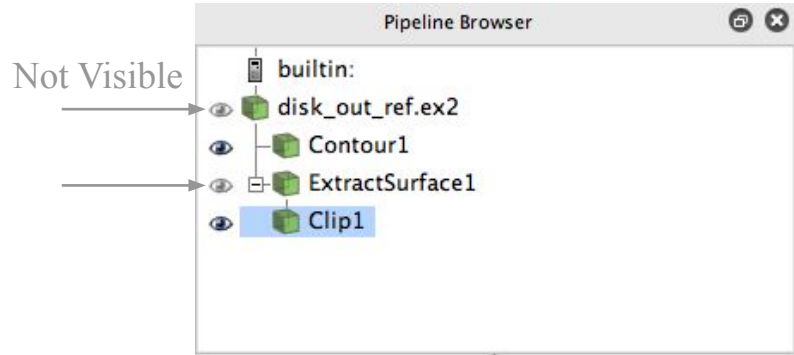 Pipeline Browser
builtin:
Not Visible
disk_out_ref.ex2
Contour1
ExtractSurface1
Clip1